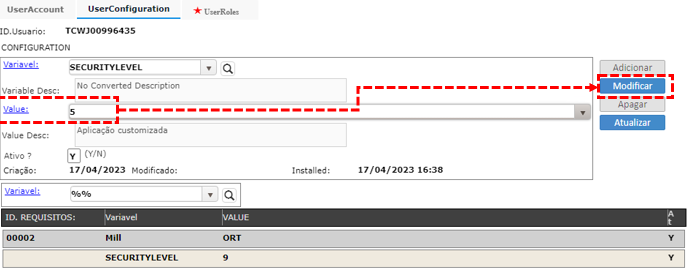 UserAccount UserConfiguration UserRoles
ID.Usuario: TCWJ00996435
CONFIGURATION
Variavel: SECURITYLEVEL
Adicionar
Variable Desc: No Converted Description
Modificar
Value: 5
Apagar
Value Desc: Aplicação customizada
Atualizar
Ativo ? Y (Y/N)
Criação: 17/04/2023 Modificado: Installed: 17/04/2023 16:38
Variavel: %%
ID. REQUISITOS: Variavel VALUE At
00002 Mill ORT Y
SECURITYLEVEL 9 Y